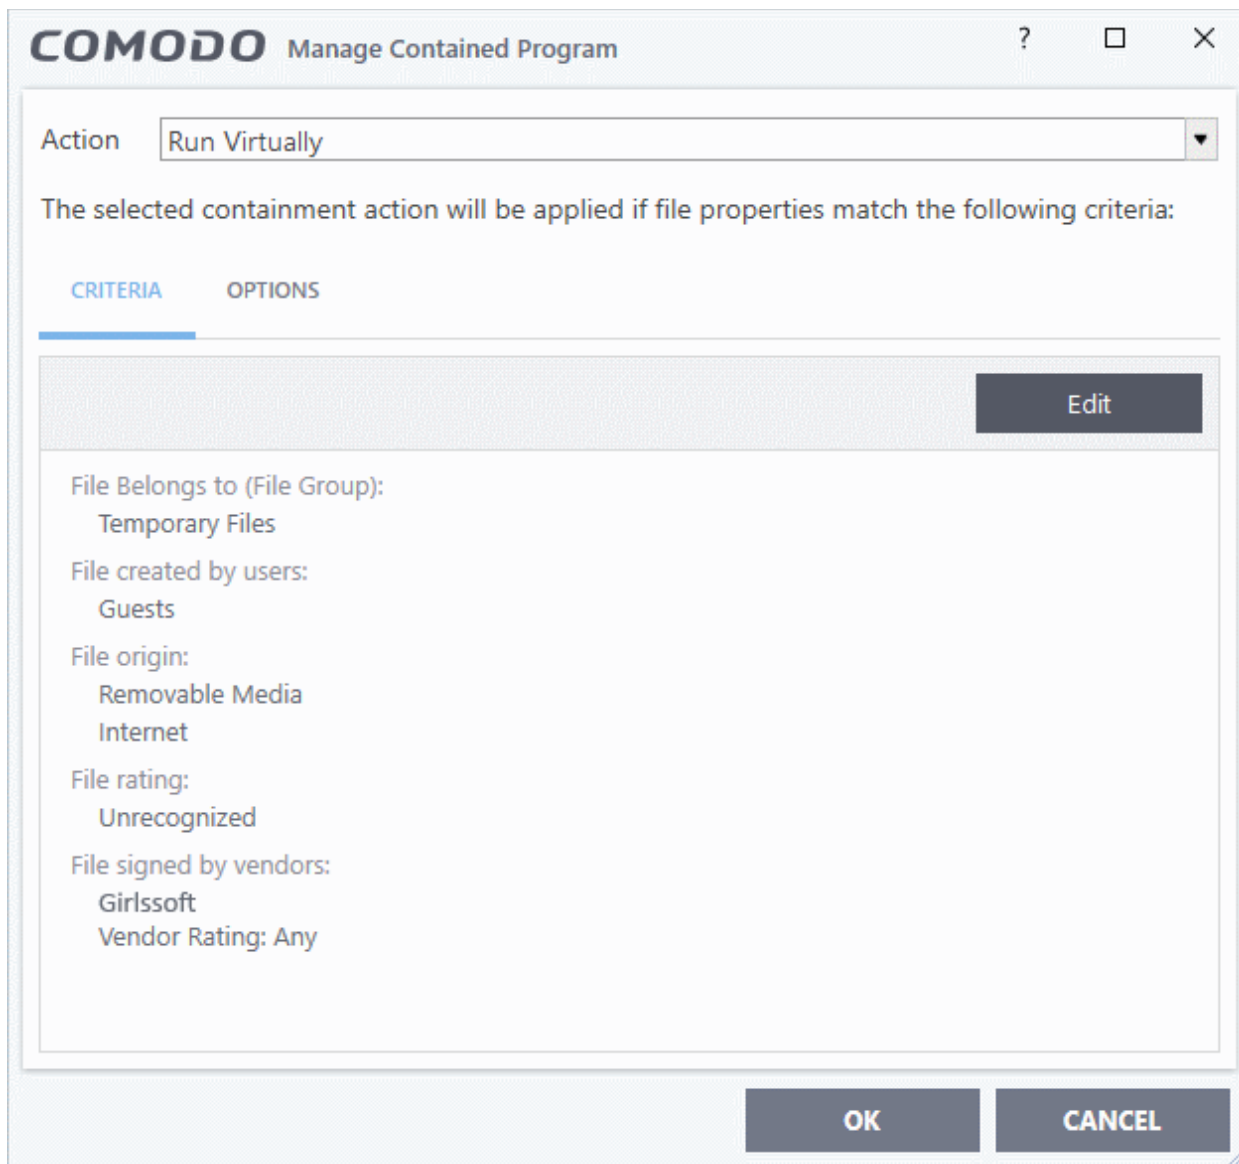 COMODO Manage Contained Program ?
Action Run Virtually
The selected containment action will be applied if file properties match the following criteria:
CRITERIA OPTIONS
Edit
File Belongs to (File Group):
Temporary Files
File created by users:
Guests
File origin:
Removable Media
Internet
File rating:
Unrecognized
File signed by vendors:
Girlssoft
Vendor Rating: Any
OK CANCEL